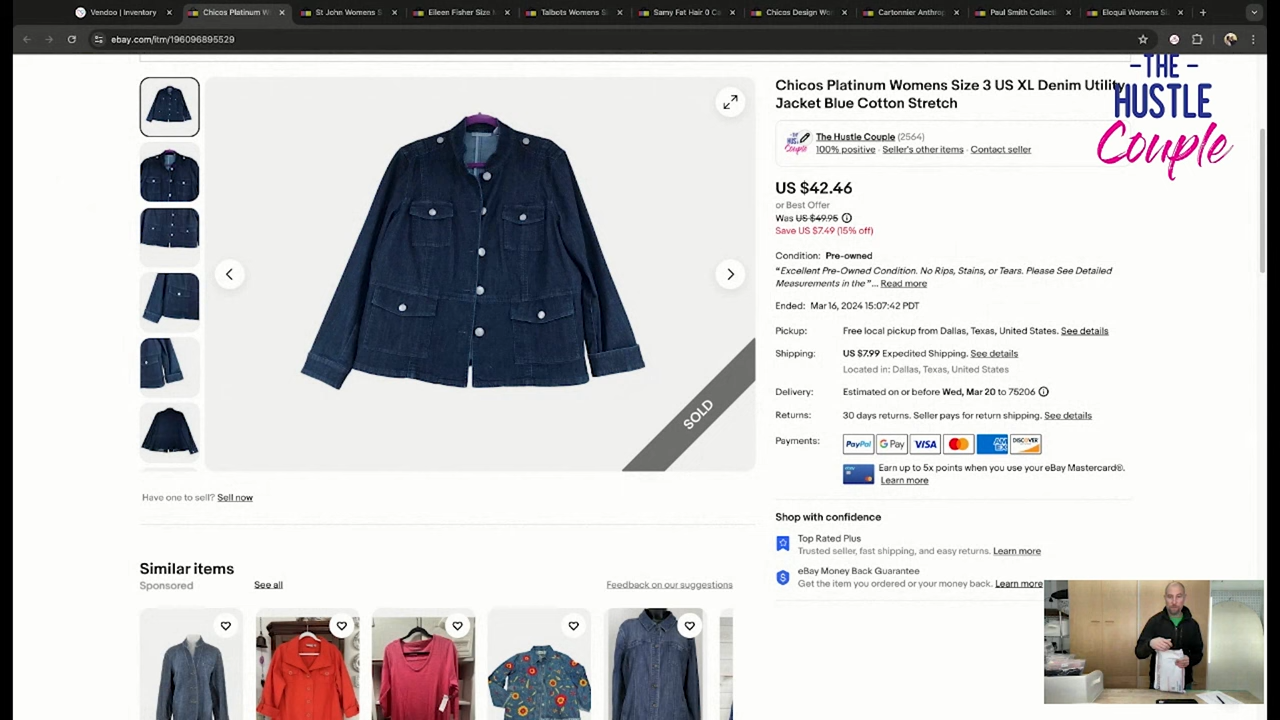 Vendoo | Inventory
Chicos Platinum W
St John Womens S
Eileen Fisher Size
Talbots Womens S
Samy Fat Hair 0 Ca
Chicos Design Wo
Cartonnier Anthrop
Paul Smith Collecti
Eloquii Womens Siz
ebay.com/itm/196096895529
-THE-
HUSTLE
Couple
Chicos Platinum Womens Size 3 US XL Denim Utility
Jacket Blue Cotton Stretch
The Hustle Couple (2564)
100% positive · Seller's other items · Contact seller
US $42.46
or Best Offer
Was US $49.95
Save US $7.49 (15% off)
Condition: Pre-owned
"Excellent Pre-Owned Condition. No Rips, Stains, or Tears. Please See Detailed
Measurements in the"... Read more
Ended: Mar 16, 2024 15:07:42 PDT
Pickup: Free local pickup from Dallas, Texas, United States. See details
Shipping: US $7.99 Expedited Shipping. See details
Located in: Dallas, Texas, United States
Delivery: Estimated on or before Wed, Mar 20 to 75206
Returns: 30 days returns. Seller pays for return shipping. See details
Payments: PayPal G Pay VISA AM EX DISCOVER
Earn up to 5x points when you use your eBay Mastercard®.
Learn more
SOLD
Have one to sell? Sell now
Shop with confidence
Top Rated Plus
Trusted seller, fast shipping, and easy returns. Learn more
eBay Money Back Guarantee
Get the item you ordered or your money back. Learn more
Similar items
Sponsored See all
Feedback on our suggestions